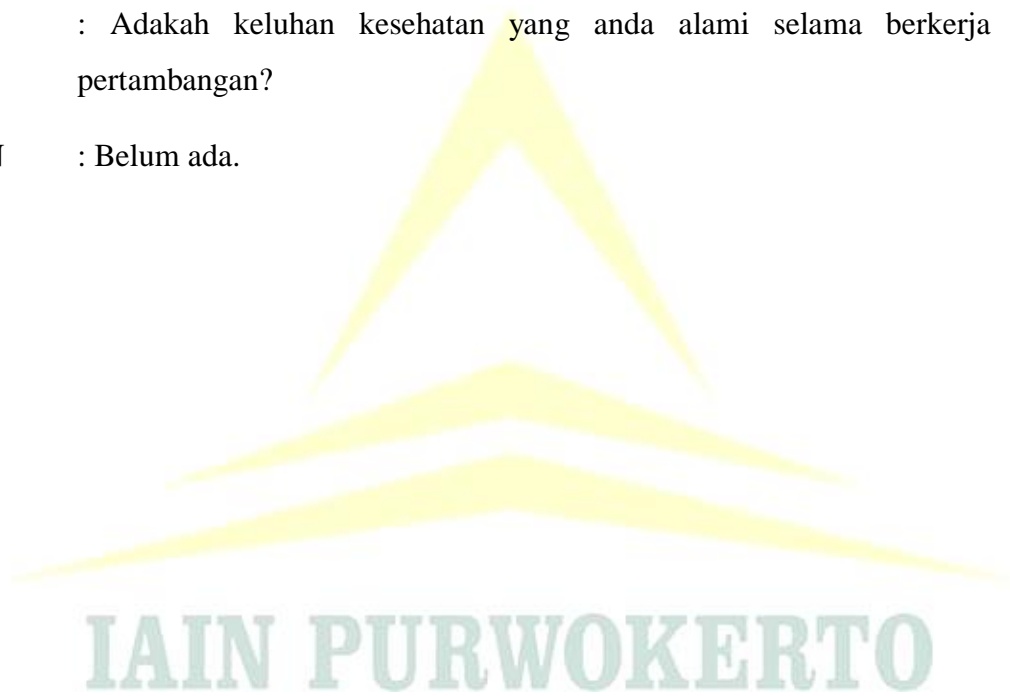 : Adakah keluhan kesehatan yang anda alami selama berkerja
pertambangan?
: Belum ada.
IAIN PURWOKERTO